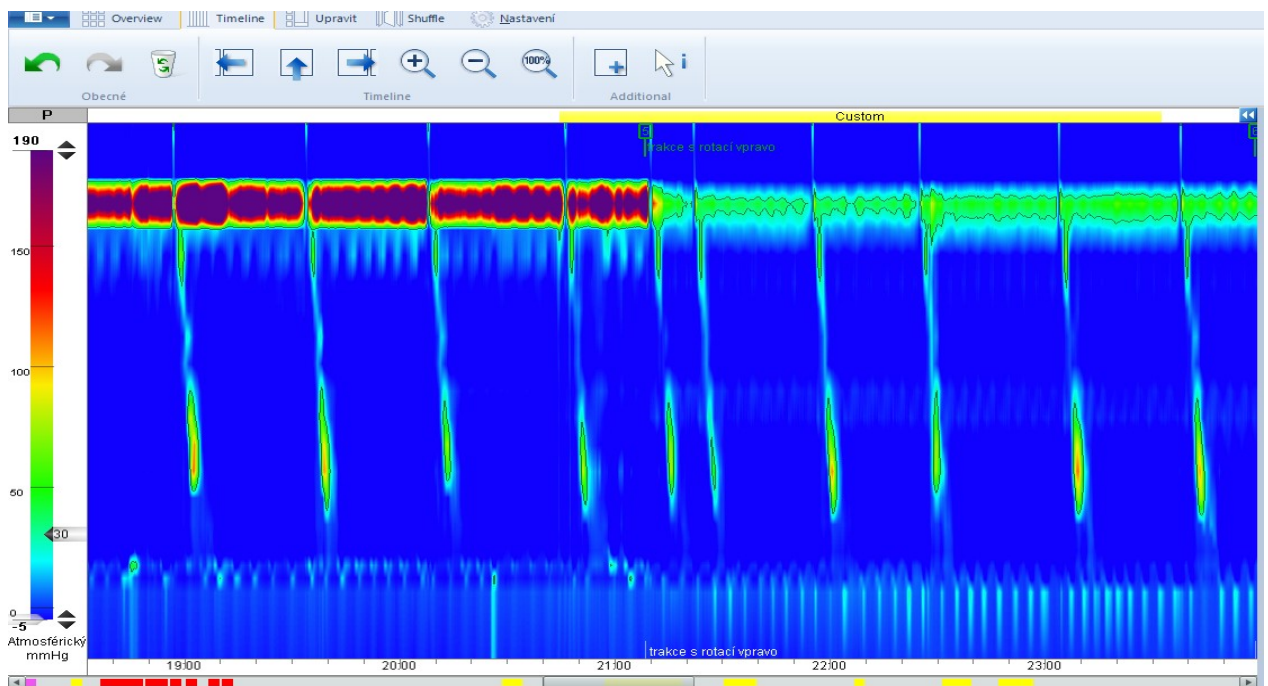 Overview Timeline Upravit Shuffle Nastavení
100%
i
Obecné Timeline Additional
P Custom
190
5
trakce s rotací vpravo
150
100
50
30
0
-5
Atmosférický
mmHg
trakce s rotací vpravo
19:00 20:00 21:00 22:00 23:00